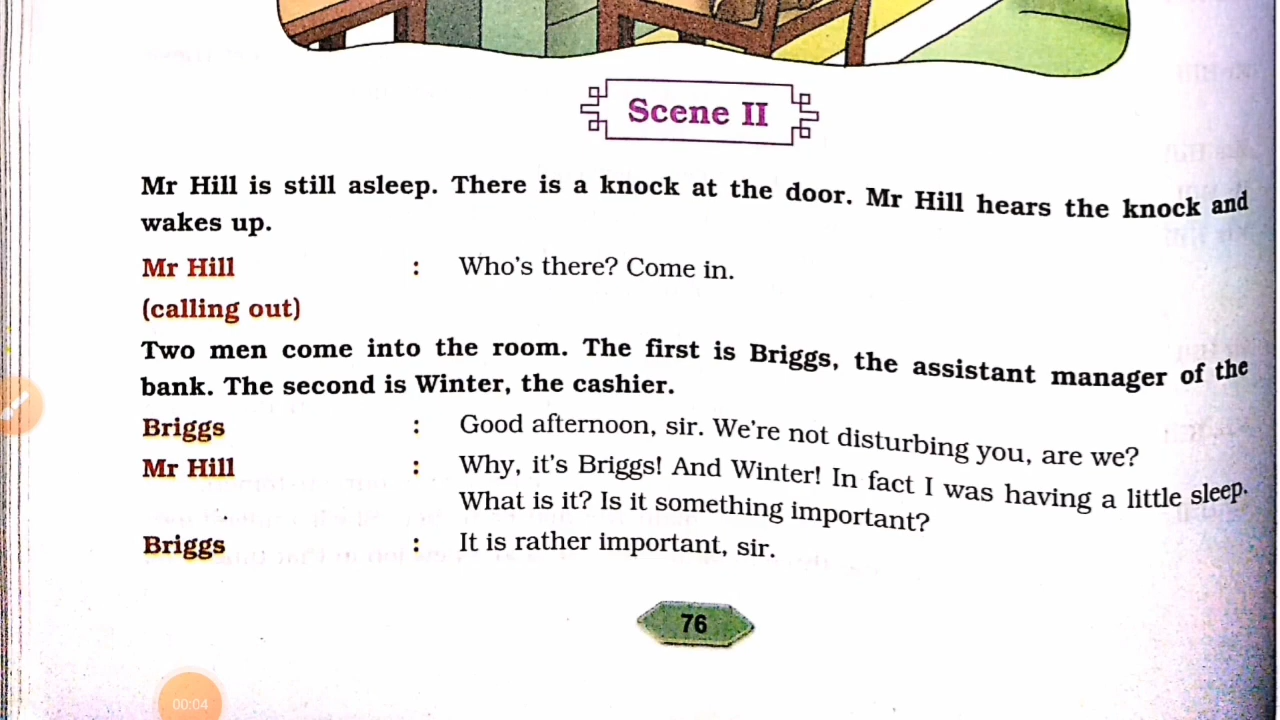 Scene II
Mr Hill is still asleep. There is a knock at the door. Mr Hill hears the knock and
wakes up.
Mr Hill : Who's there? Come in.
(calling out)
Two men come into the room. The first is Briggs, the assistant manager of the
bank. The second is Winter, the cashier.
Briggs : Good afternoon, sir. We're not disturbing you, are we?
Mr Hill : Why, it's Briggs! And Winter! In fact I was having a little sleep.
What is it? Is it something important?
Briggs : It is rather important, sir.
76
00:04